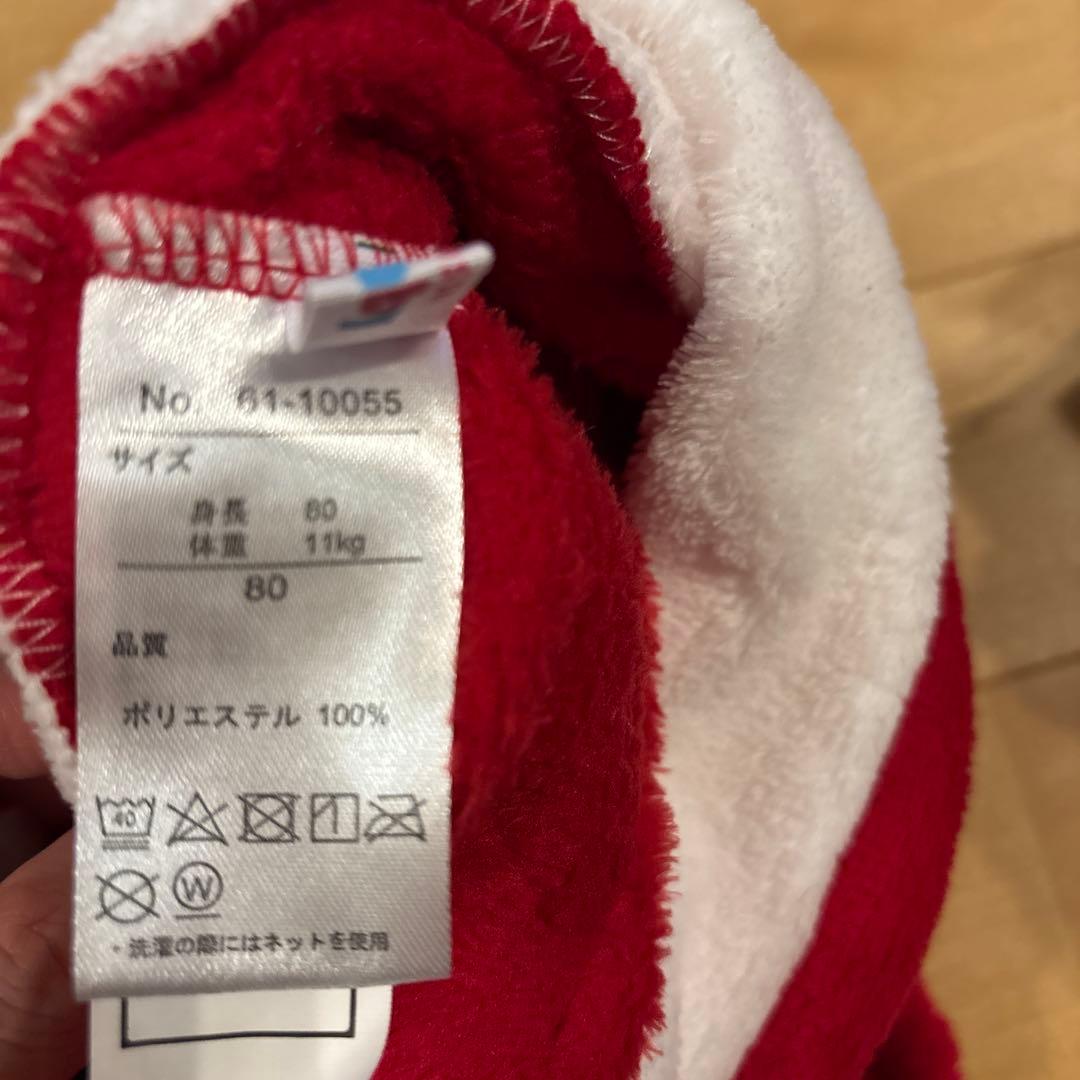 No 61-10055
サイズ
身長 80
体重 11kg
80
品質
ポリエステル 100%
40
W
・洗濯の際にはネットを使用